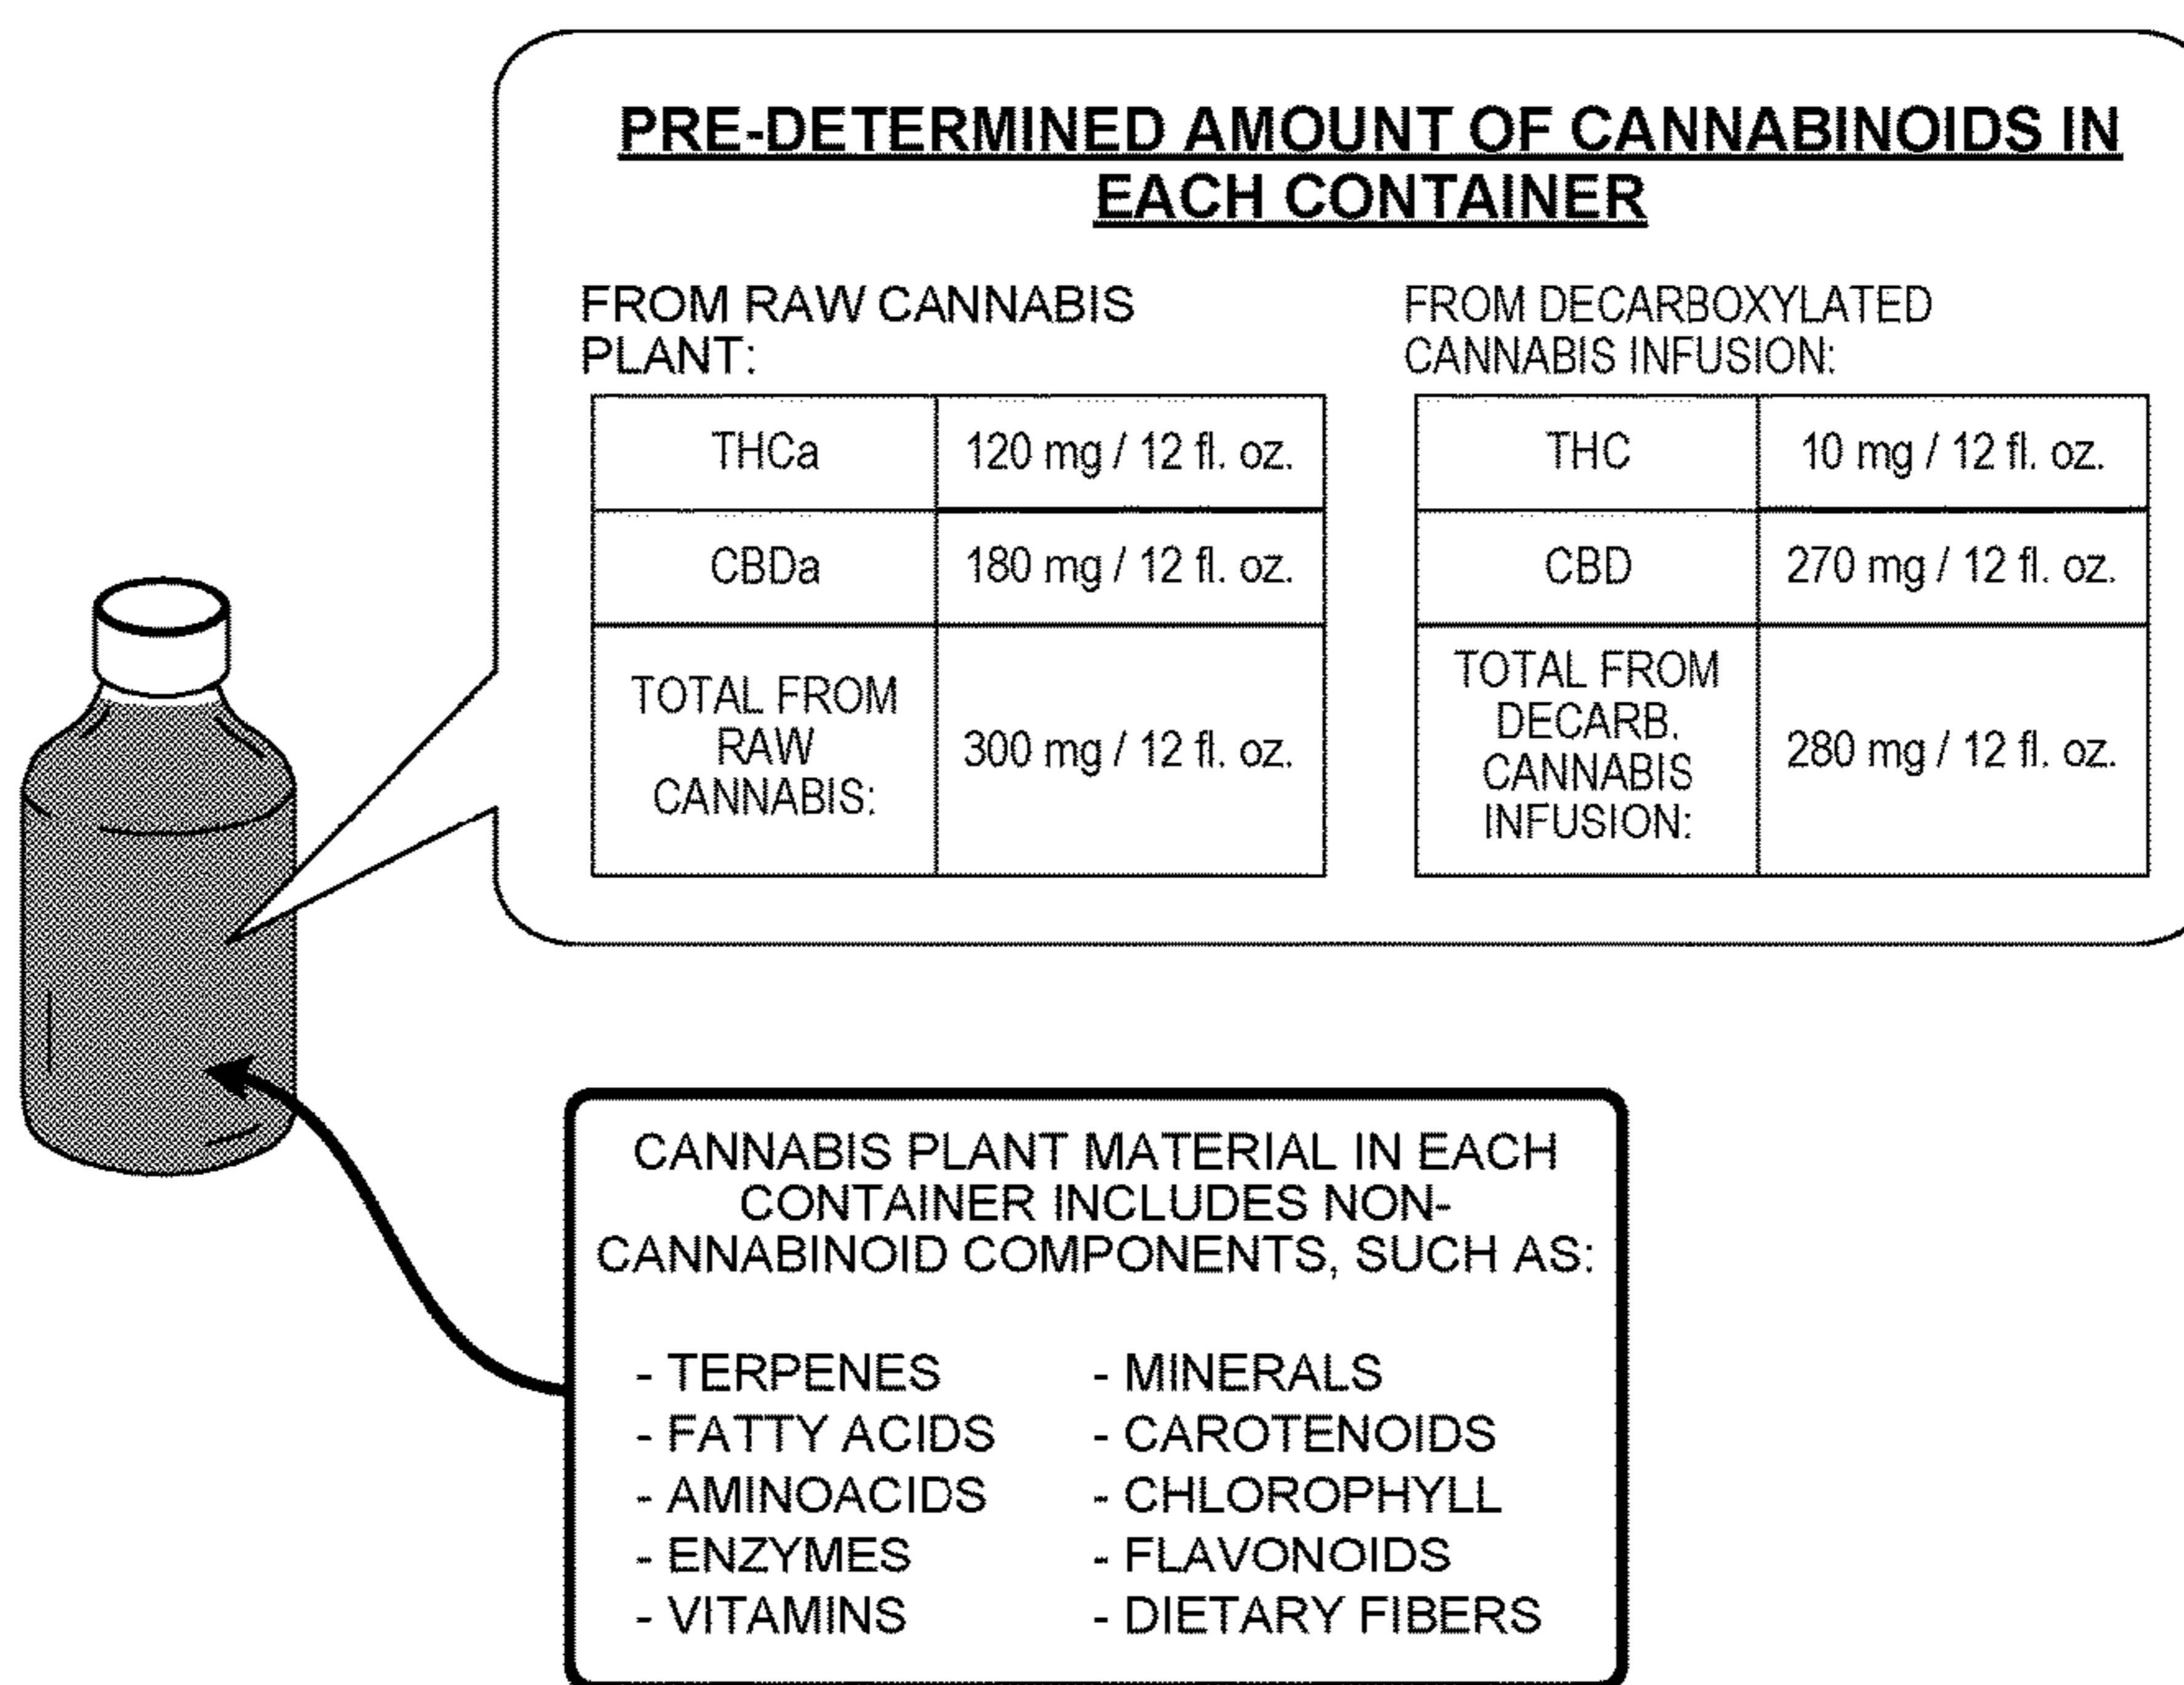 PRE-DETERMINED AMOUNT OF CANNABINOIDS IN
EACH CONTAINER
FROM RAW CANNABIS
PLANT:
THCa
120 mg / 12 fl. oz.
CBDa
180 mg / 12 fl. oz.
TOTAL FROM
RAW
CANNABIS:
300 mg / 12 fl. oz.
FROM DECARBOXYLATED
CANNABIS INFUSION:
THC
10 mg / 12 fl. oz.
CBD
270 mg / 12 fl. oz.
TOTAL FROM
DECARB.
CANNABIS
INFUSION:
280 mg / 12 fl. oz.
CANNABIS PLANT MATERIAL IN EACH
CONTAINER INCLUDES NON-
CANNABINOID COMPONENTS, SUCH AS:
- TERPENES
- FATTY ACIDS
- AMINOACIDS
- ENZYMES
- VITAMINS
- MINERALS
- CAROTENOIDS
- CHLOROPHYLL
- FLAVONOIDS
- DIETARY FIBERS